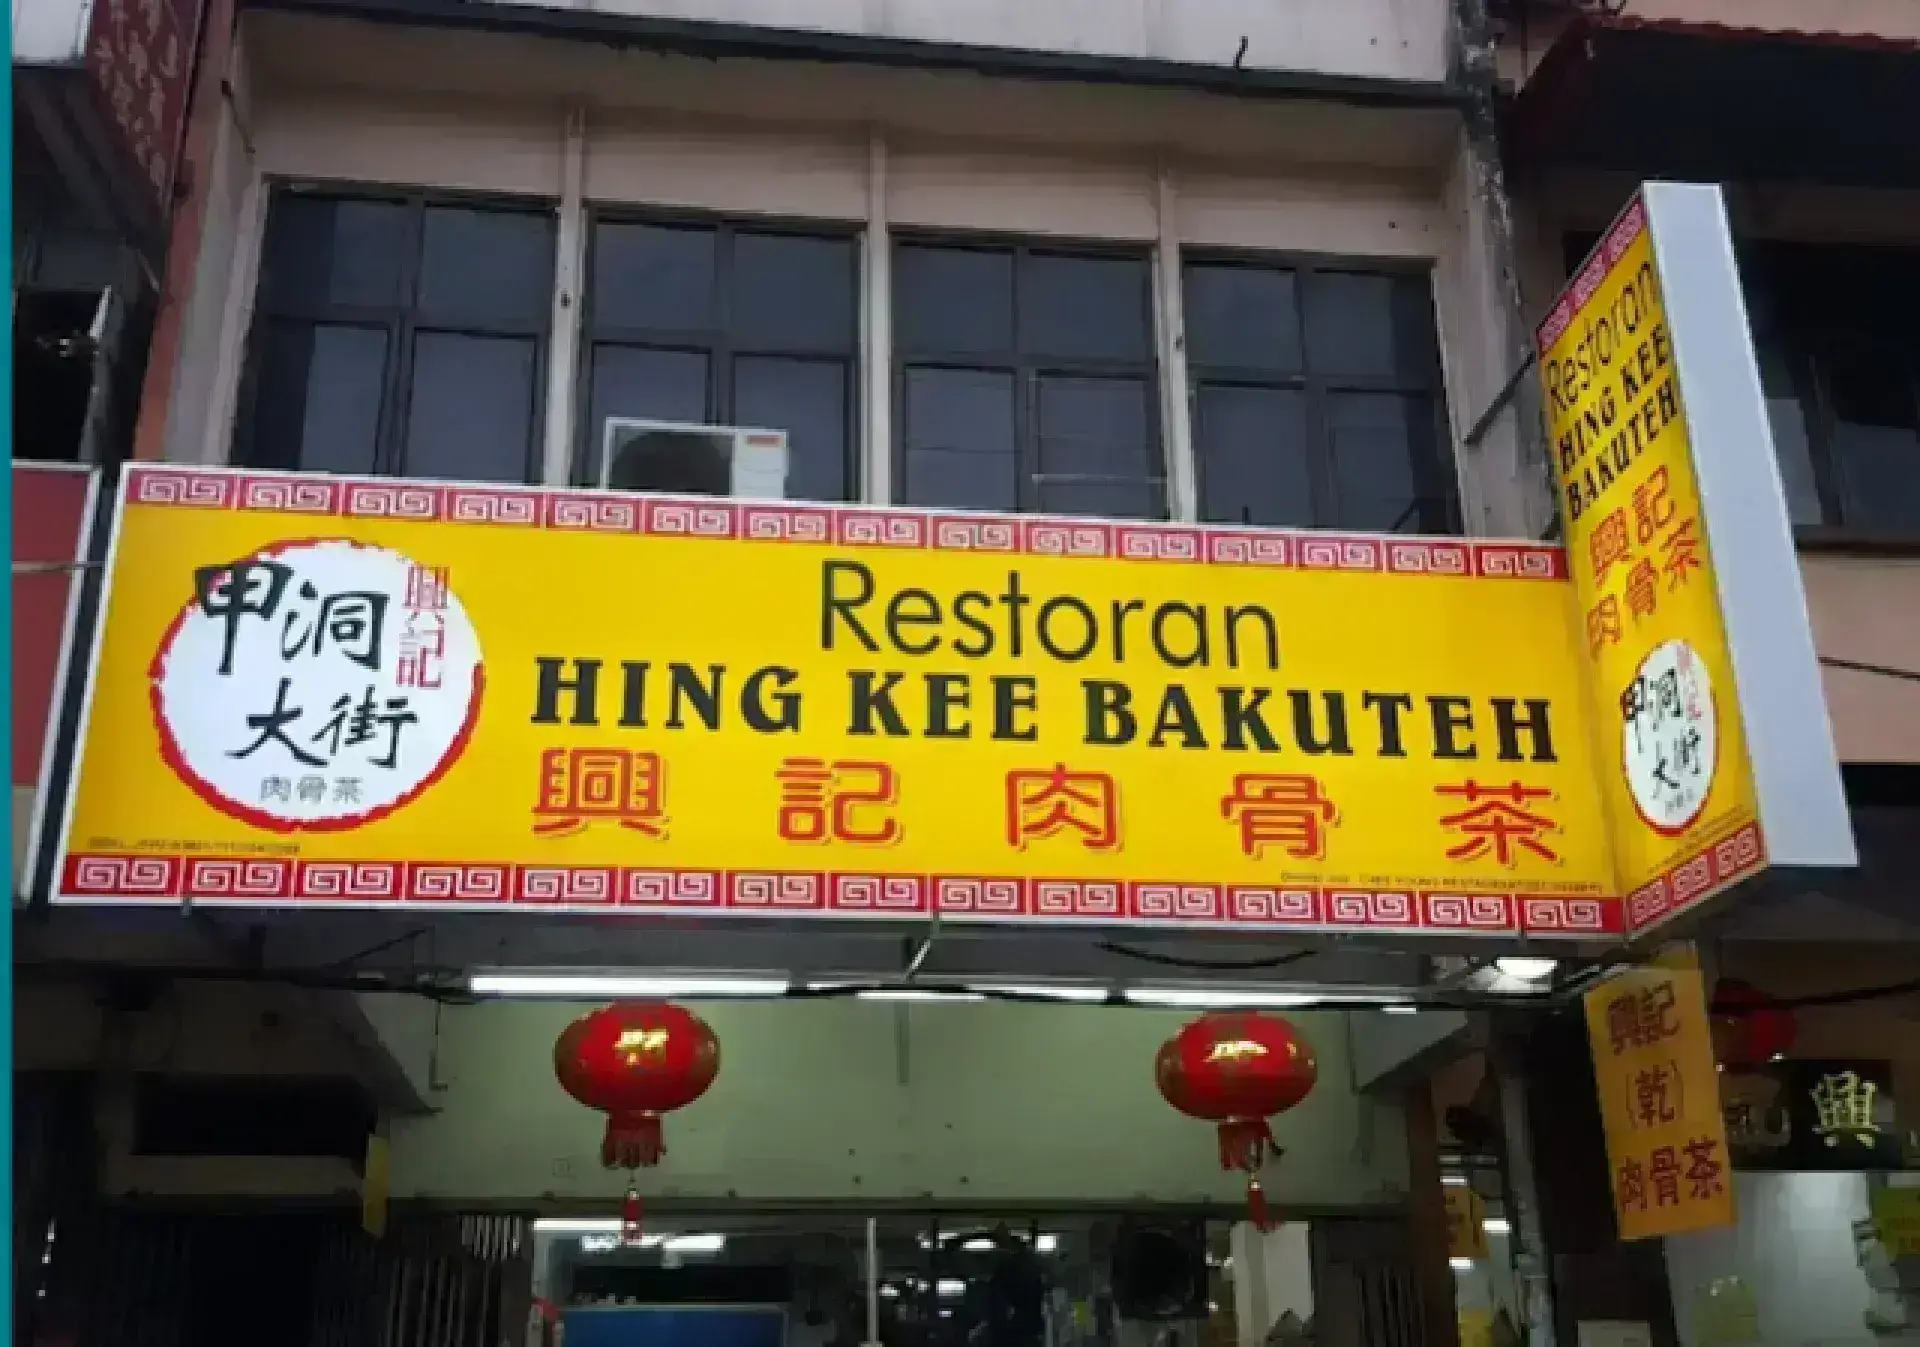 甲洞
大街
興記
肉骨茶
Restoran
HING KEE BAKUTEH
興記肉骨茶
Restoran
HING KEE
BAKUTEH
興記
肉骨茶
興記
甲洞
大街
興記
(乾)
肉骨茶
興